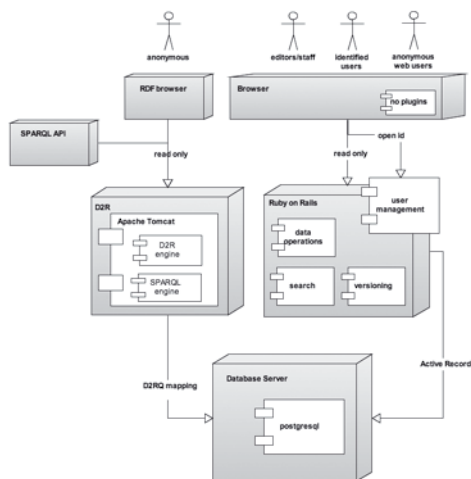 anonymous
editors/staff
identified
users
anonymous
web users
RDF browser
Browser
no plugins
SPARQL API
open Id
read only
read only
D2R
Apache Tomcat
D2R
engine
SPARQL
engine
Ruby on Rails
user
management
data
operations
search
versioning
D2RQ mapping
Active Record
Database Server
postgresql